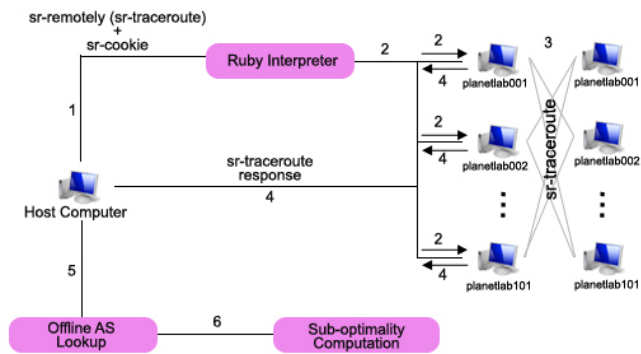 sr-remotely (sr-traceroute)
+
sr-cookie
Ruby Interpreter
2
2
4
3
planetlab001
planetlab001
1
2
4
planetlab002
planetlab002
sr-traceroute
sr-traceroute
response
4
Host Computer
2
4
planetlab101
planetlab101
5
Offline AS
Lookup
6
Sub-optimality
Computation